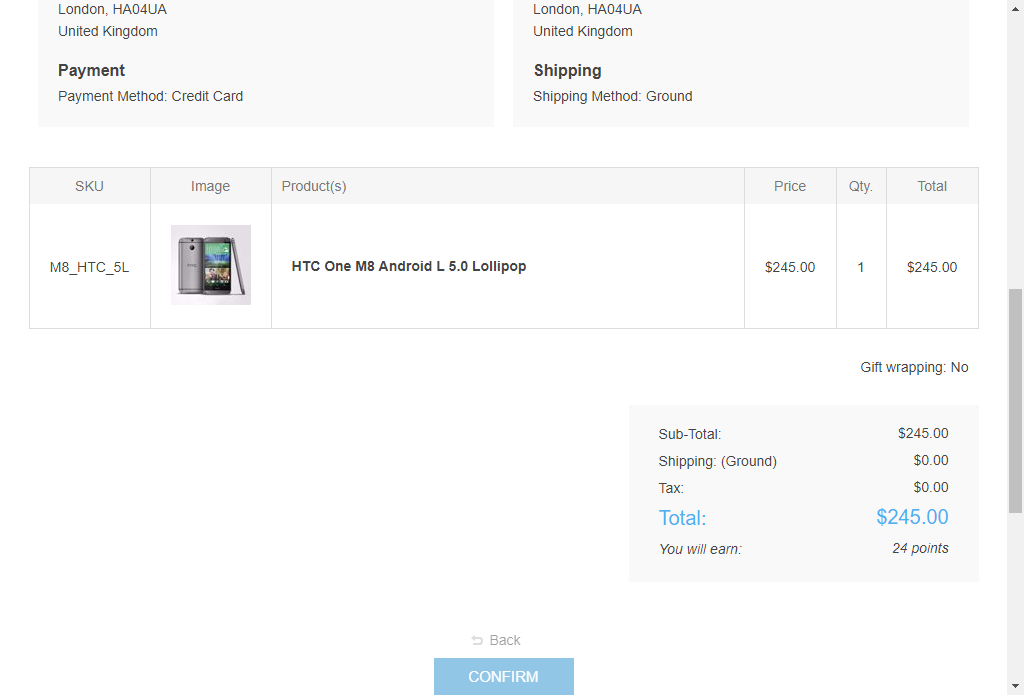 London, HA04UA
United Kingdom
Payment
Payment Method: Credit Card
London, HA04UA
United Kingdom
Shipping
Shipping Method: Ground
SKU Image Product(s) Price Qty. Total
M8_HTC_5L HTC One M8 Android L 5.0 Lollipop $245.00 1 $245.00
Gift wrapping: No
Sub-Total: $245.00
Shipping: (Ground) $0.00
Tax: $0.00
Total: $245.00
You will earn: 24 points
Back
CONFIRM